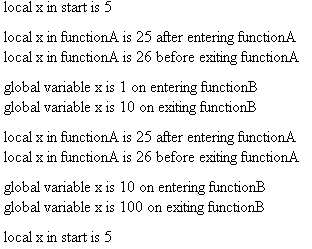 local x in start is 5
local x in functionA is 25 after entering functionA
local x in functionA is 26 before exiting functionA
global variable x is 1 on entering functionB
global variable x is 10 on exiting functionB
local x in functionA is 25 after entering functionA
local x in functionA is 26 before exiting functionA
global variable x is 10 on entering functionB
global variable x is 100 on exiting functionB
local x in start is 5